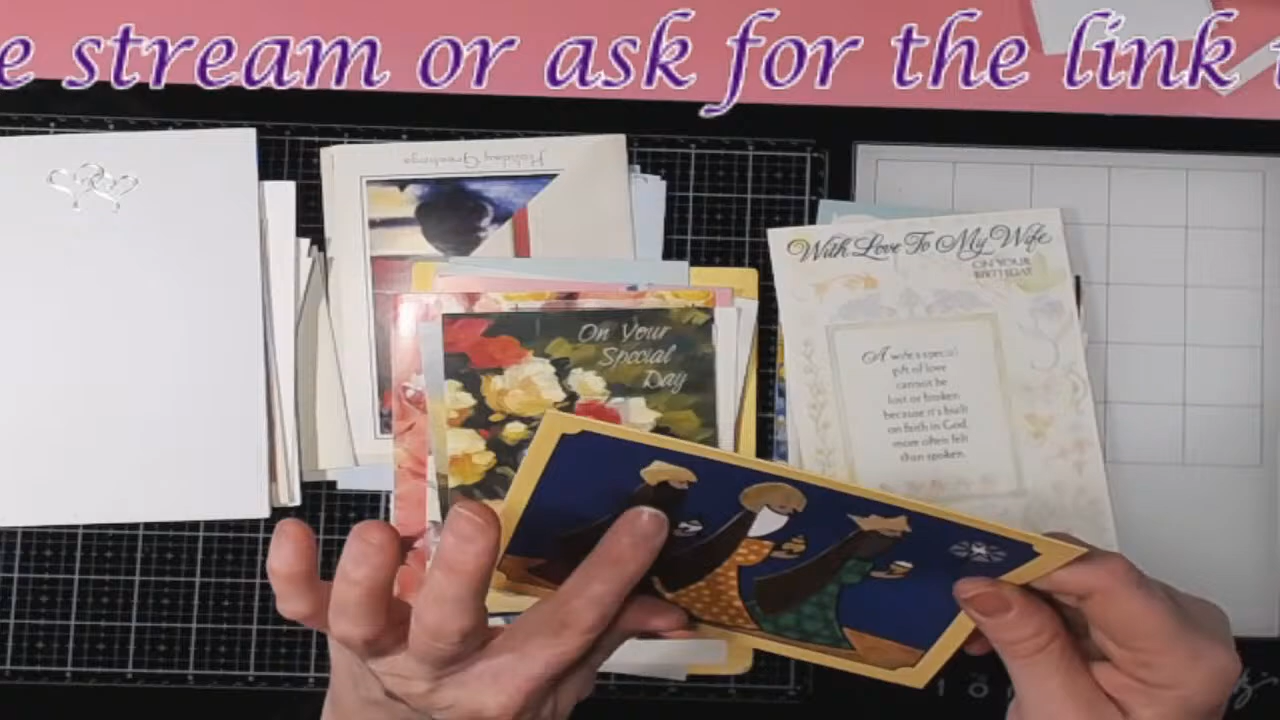 e stream or ask for the link t
Holiday Greetings
On Your
Special
Day
With Love To My Wife
ON YOUR
BIRTHDAY
A wife's special
gift of love
cannot be
lost or broken
because it's built
on faith in God,
more often felt
than spoken.
10